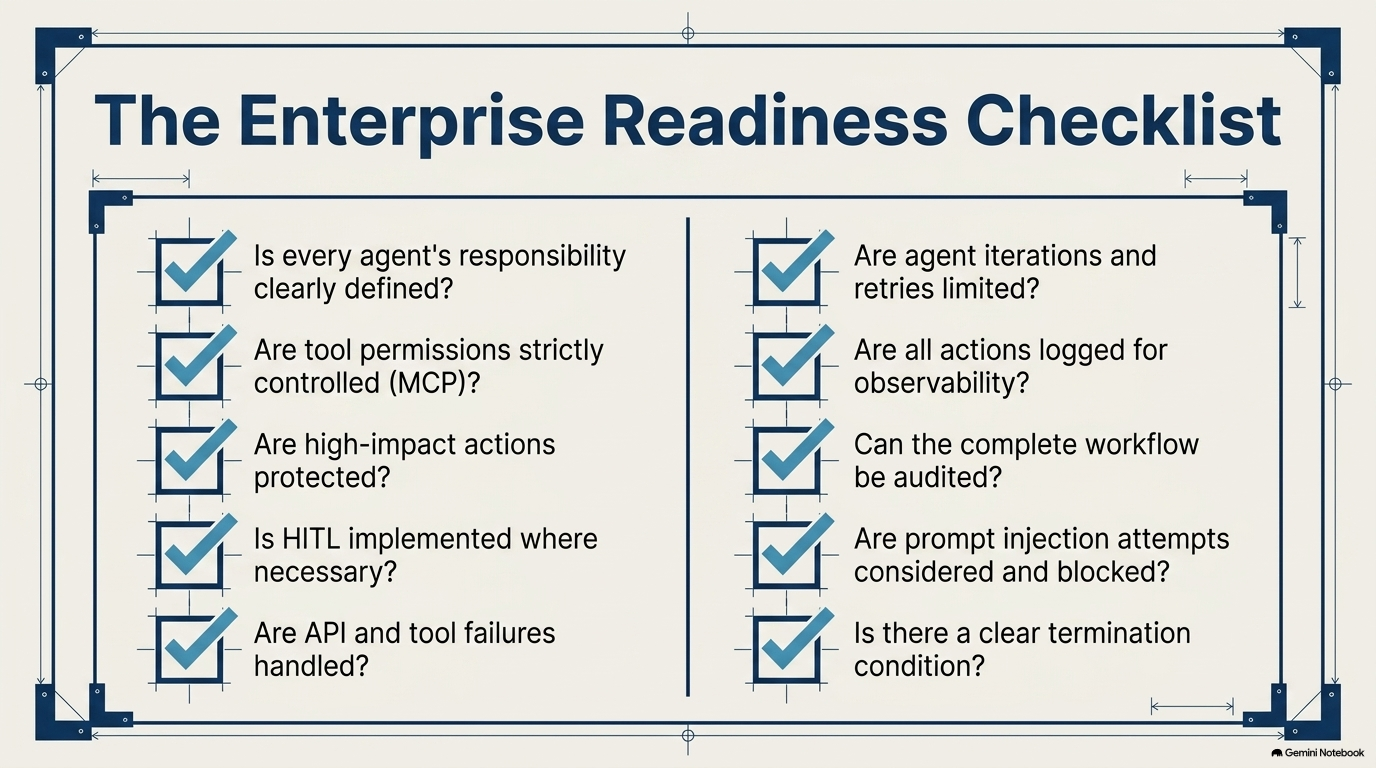 The Enterprise Readiness Checklist
Is every agent's responsibility
clearly defined?
Are tool permissions strictly
controlled (MCP)?
Are high-impact actions
protected?
Is HITL implemented where
necessary?
Are API and tool failures
handled?
Are agent iterations and
retries limited?
Are all actions logged for
observability?
Can the complete workflow
be audited?
Are prompt injection attempts
considered and blocked?
Is there a clear termination
condition?
Gemini Notebook